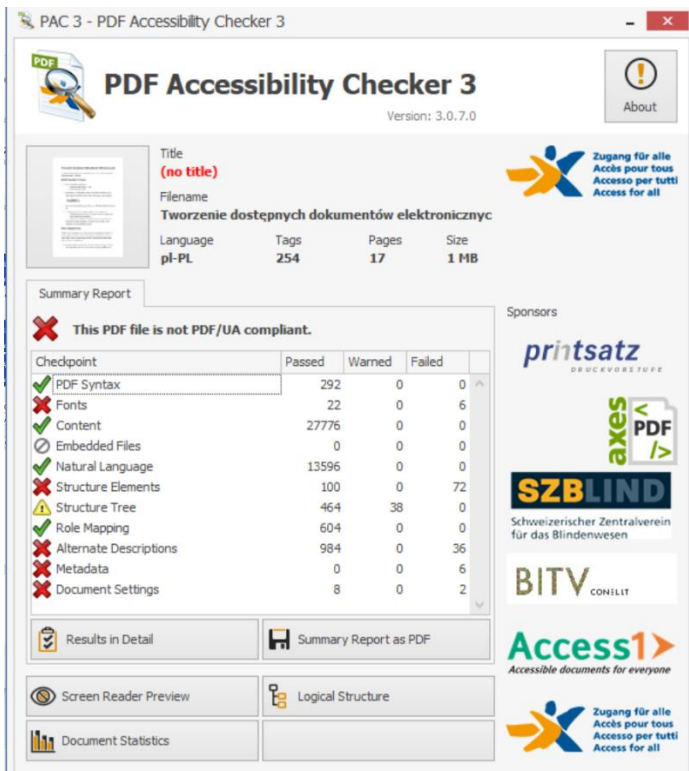 PAC 3 - PDF Accessibility Checker 3
PDF
PDF Accessibility Checker 3
Version: 3.0.7.0
About
Title
(no title)
Filename
Tworzenie dostępnych dokumentów elektronicznyc
Language Tags Pages Size
pl-PL 254 17 1 MB
Zugang für alle
Accès pour tous
Accesso per tutti
Access for all
Summary Report
This PDF file is not PDF/UA compliant.
Checkpoint Passed Warned Failed
PDF Syntax 292 0 0
Fonts 22 0 6
Content 27776 0 0
Embedded Files 0 0 0
Natural Language 13596 0 0
Structure Elements 100 0 72
Structure Tree 464 38 0
Role Mapping 604 0 0
Alternate Descriptions 984 0 36
Metadata 0 0 6
Document Settings 8 0 2
Results in Detail
Summary Report as PDF
Screen Reader Preview
Logical Structure
Document Statistics
Sponsors
printsatz
DRUCKVORSTUFE
axes
<PDF/>
SZBLIND
Schweizerischer Zentralverein
für das Blindenwesen
BITV CONSULT
Access1
Accessible documents for everyone
Zugang für alle
Accès pour tous
Accesso per tutti
Access for all